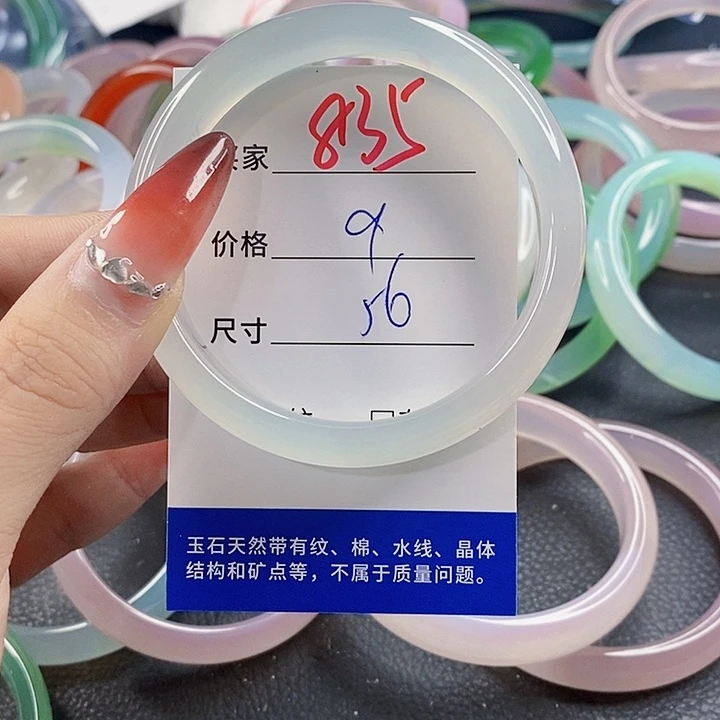 家 835
价格 9
尺寸 56
玉石天然带有纹、棉、水线、晶体
结构和矿点等，不属于质量问题。